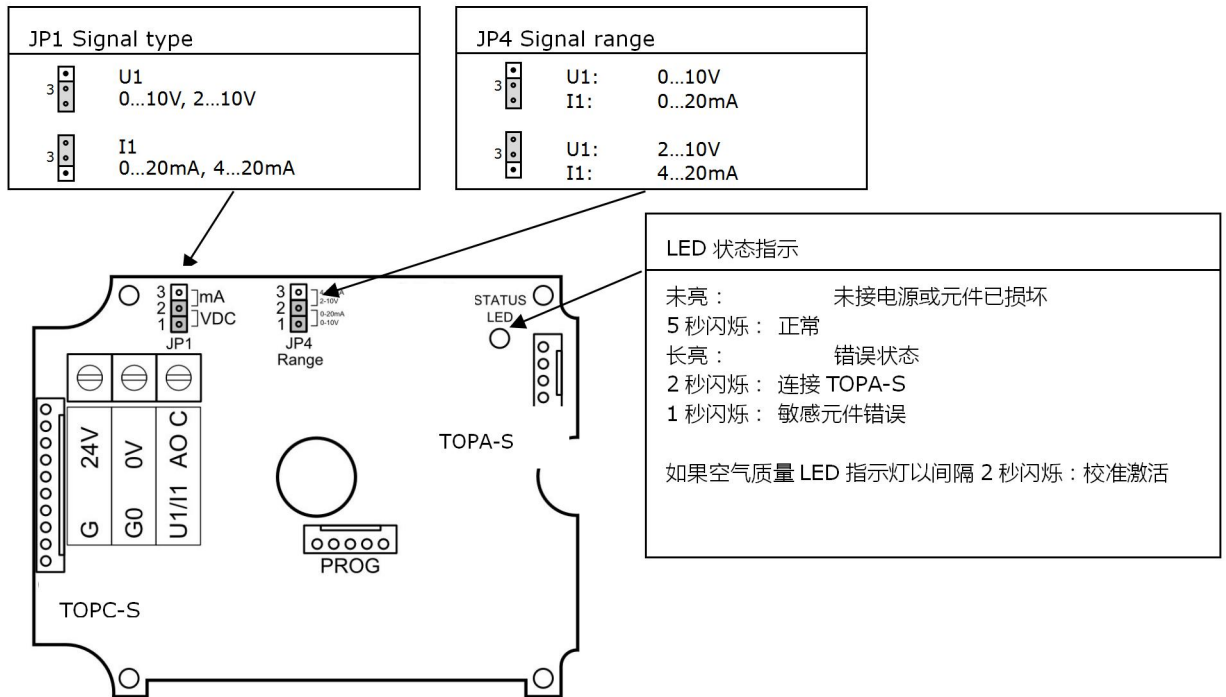 JP1 Signal type
3
U1
0...10V, 2...10V
3
I1
0...20mA, 4...20mA
JP4 Signal range
3
U1: 0...10V
I1: 0...20mA
3
U1: 2...10V
I1: 4...20mA
LED 状态指示
未亮： 未接电源或元件已损坏
5 秒闪烁： 正常
长亮： 错误状态
2 秒闪烁： 连接 TOPA-S
1 秒闪烁： 敏感元件错误
如果空气质量 LED 指示灯以间隔 2 秒闪烁：校准激活
3
2
1
mA
VDC
JP1
3
2
1
2-10V
0-20mA
0-10V
JP4
Range
STATUS
LED
G 24V
G0 0V
U1/I1 AO C
TOPA-S
PROG
TOPC-S